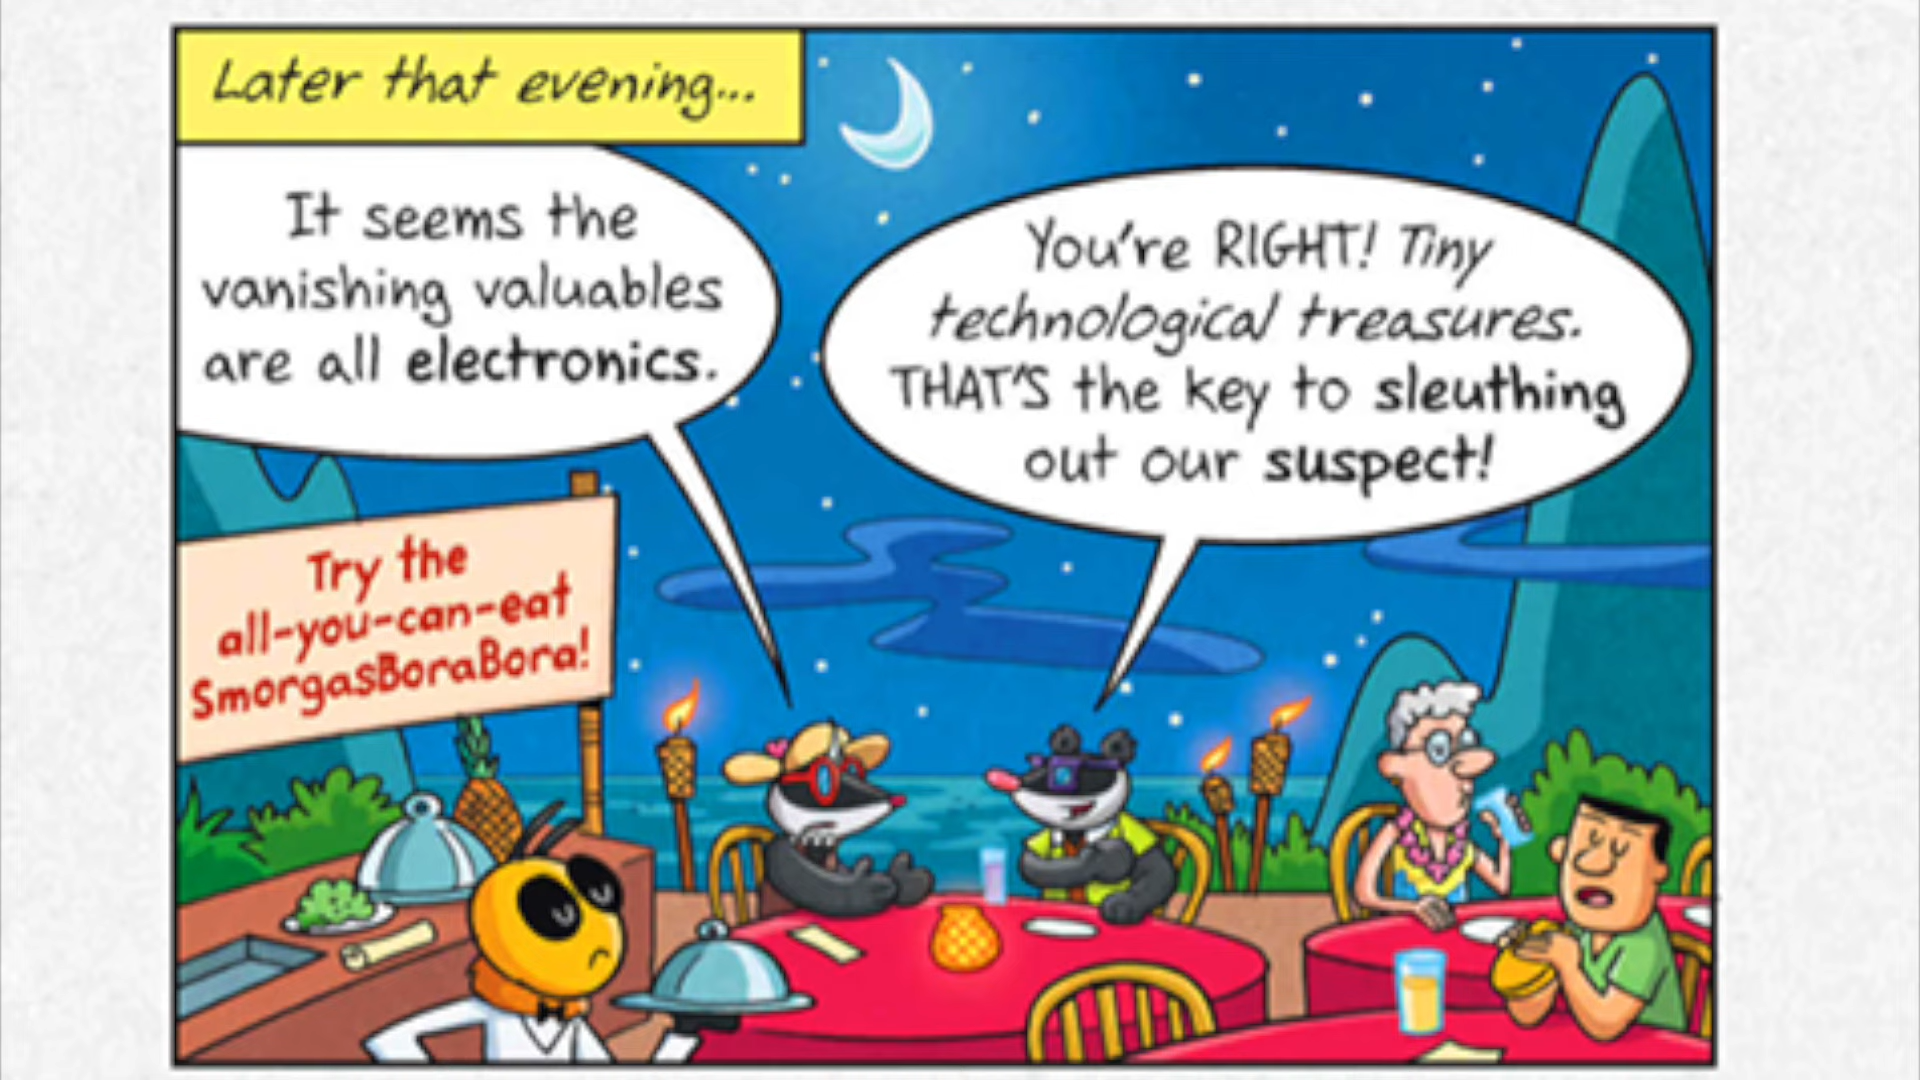 Later that evening...
It seems the
vanishing valuables
are all electronics.
You're RIGHT! Tiny
technological treasures.
THAT'S the key to sleuthing
out our suspect!
Try the
all-you-can-eat
SmorgasBoraBora!